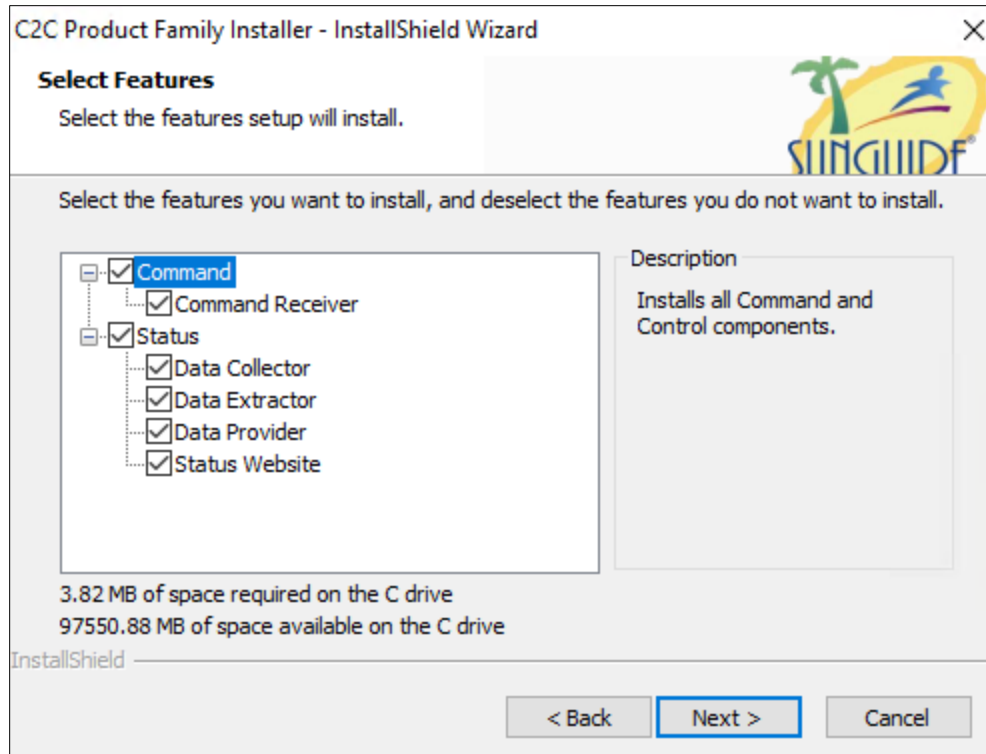 C2C Product Family Installer - InstallShield Wizard
Select Features
Select the features setup will install.
SUNGUIDE®
Select the features you want to install, and deselect the features you do not want to install.
Command
Command Receiver
Status
Data Collector
Data Extractor
Data Provider
Status Website
Description
Installs all Command and
Control components.
3.82 MB of space required on the C drive
97550.88 MB of space available on the C drive
InstallShield
< Back
Next >
Cancel